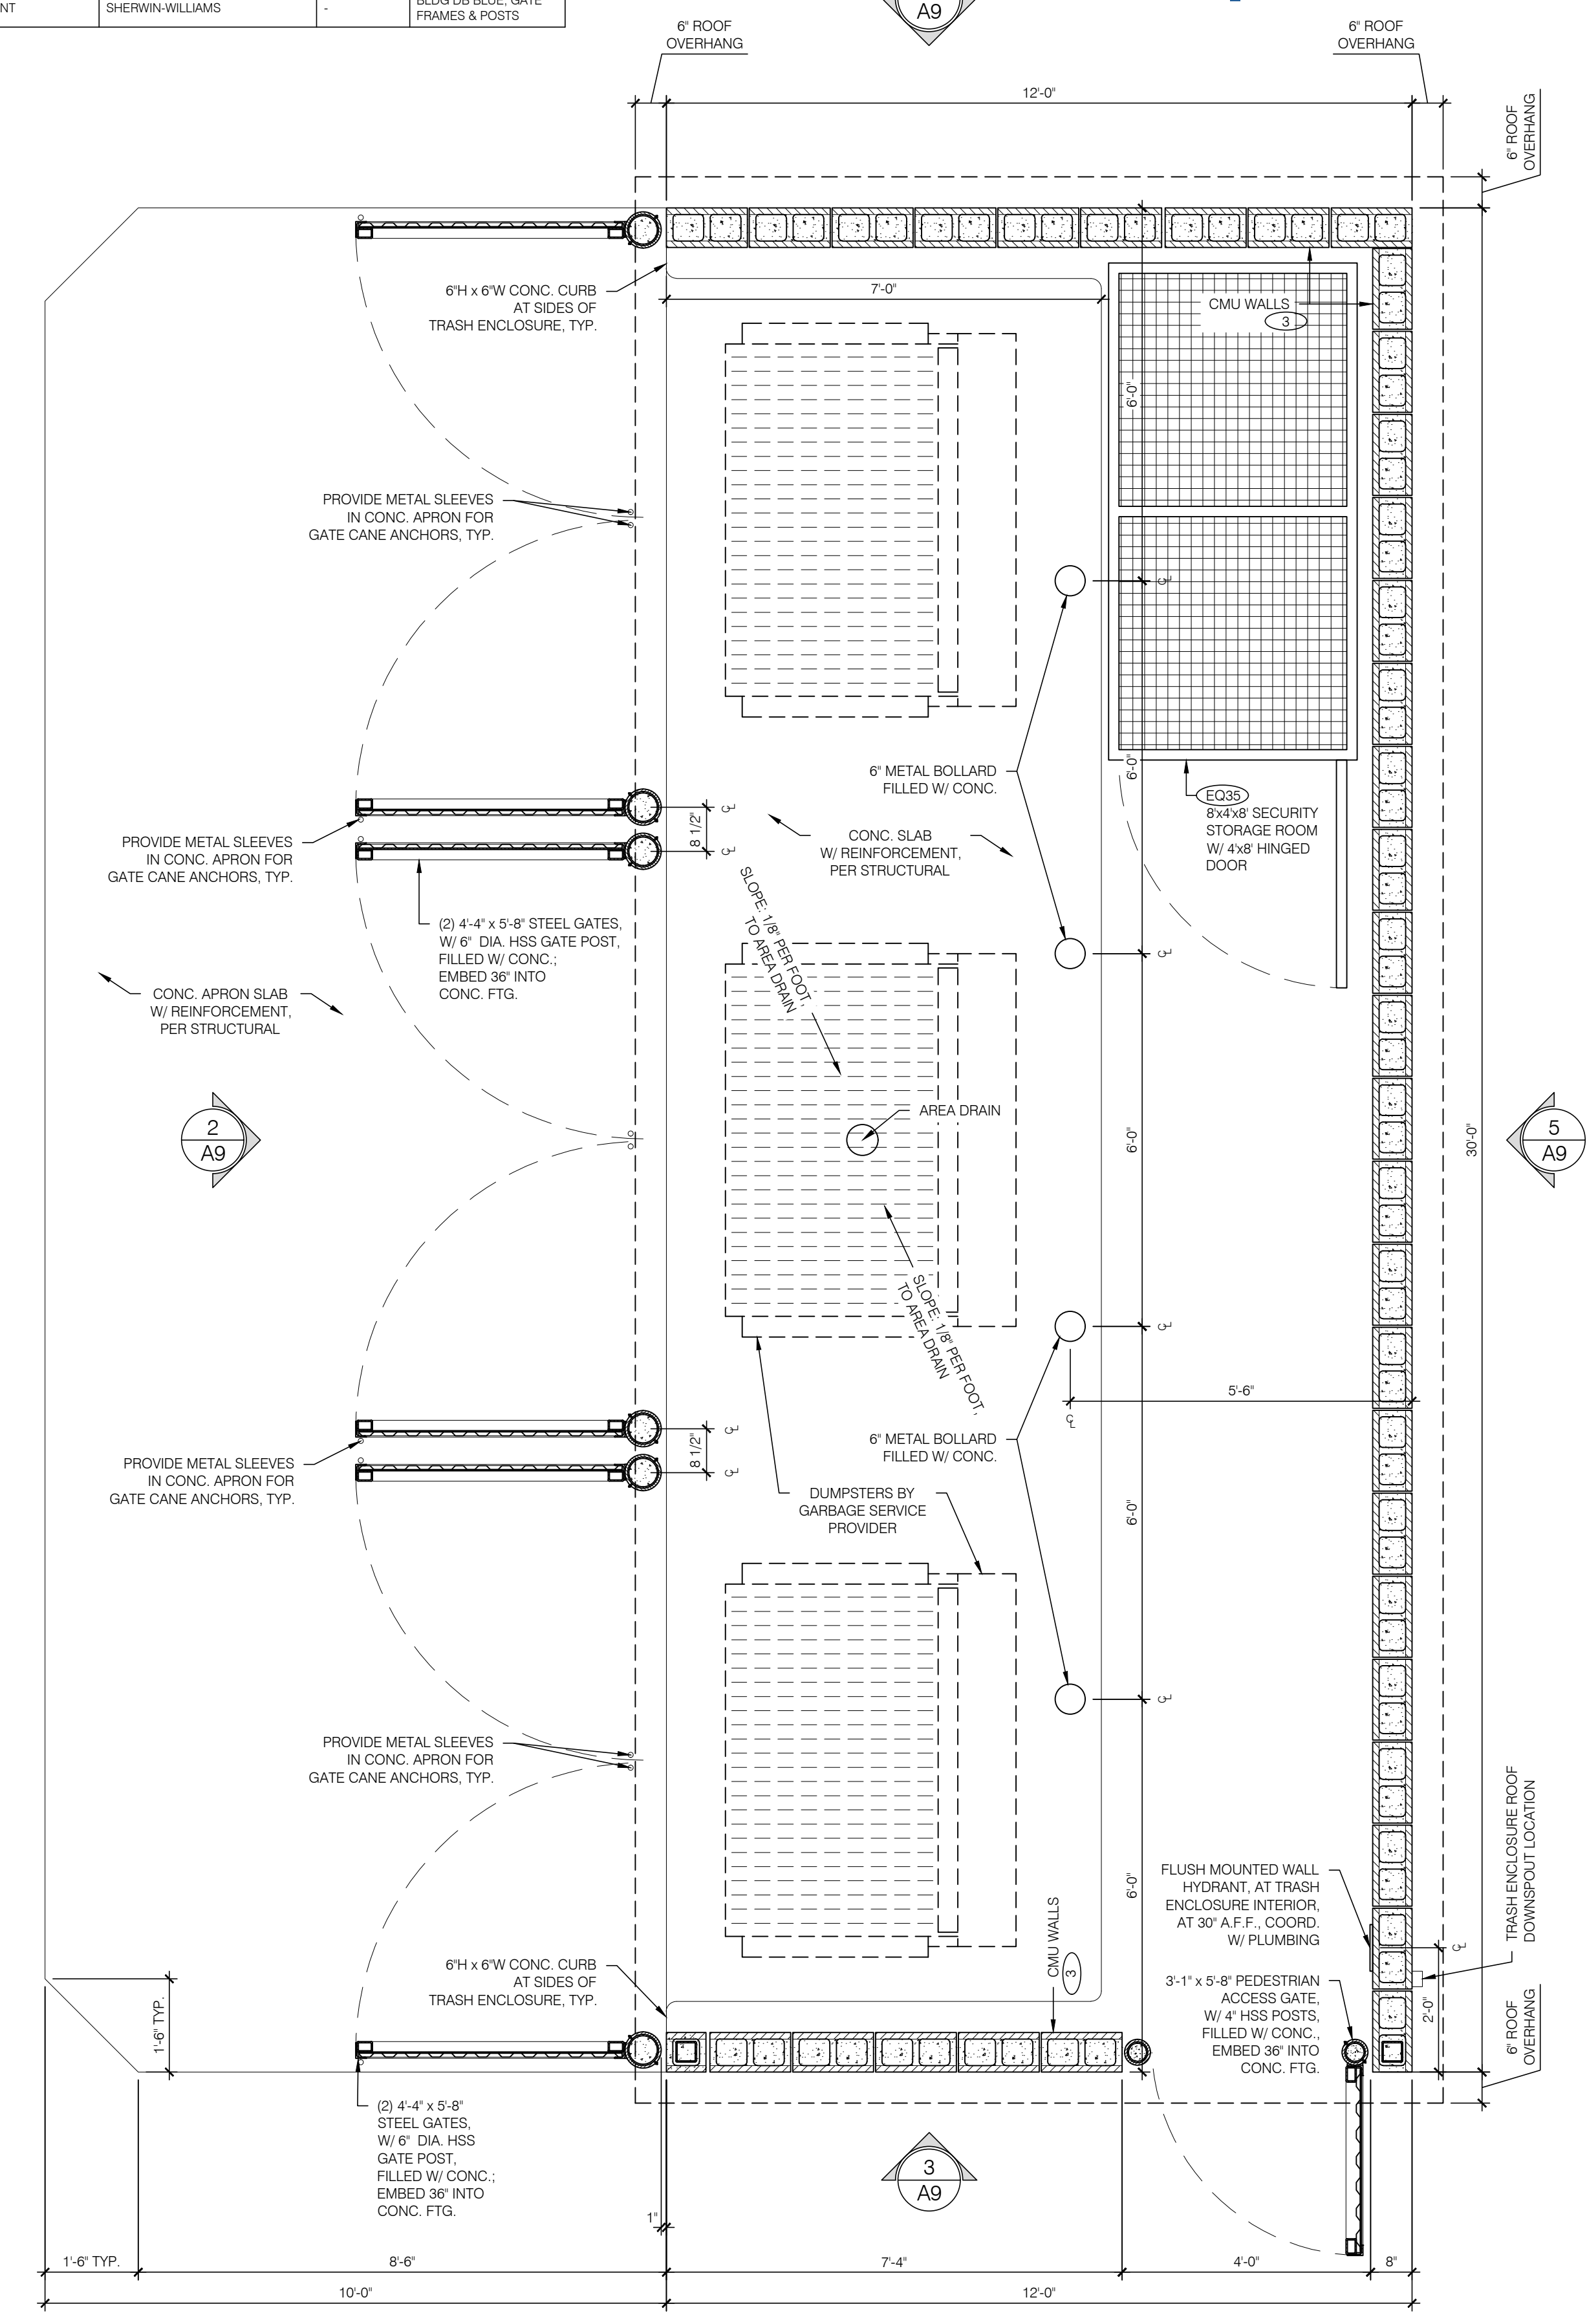 NT
SHERWIN-WILLIAMS
-
BLDG DB BLUE, GATE
FRAMES & POSTS
A9
6" ROOF
OVERHANG
6" ROOF
OVERHANG
12'-0"
6" ROOF
OVERHANG
6"H x 6"W CONC. CURB
AT SIDES OF
TRASH ENCLOSURE, TYP.
7'-0"
CMU WALLS
3
6'-0"
PROVIDE METAL SLEEVES
IN CONC. APRON FOR
GATE CANE ANCHORS, TYP.
6" METAL BOLLARD
FILLED W/ CONC.
6'-0"
EQ35
8'x4'x8' SECURITY
STORAGE ROOM
W/ 4'x8' HINGED
DOOR
8 1/2"
CONC. SLAB
W/ REINFORCEMENT,
PER STRUCTURAL
PROVIDE METAL SLEEVES
IN CONC. APRON FOR
GATE CANE ANCHORS, TYP.
SLOPE: 1/8" PER FOOT,
TO AREA DRAIN
(2) 4'-4" x 5'-8" STEEL GATES,
W/ 6" DIA. HSS GATE POST,
FILLED W/ CONC.;
EMBED 36" INTO
CONC. FTG.
CONC. APRON SLAB
W/ REINFORCEMENT,
PER STRUCTURAL
AREA DRAIN
2
A9
6'-0"
30'-0"
5
A9
SLOPE: 1/8" PER FOOT,
TO AREA DRAIN
5'-6"
8 1/2"
6" METAL BOLLARD
FILLED W/ CONC.
PROVIDE METAL SLEEVES
IN CONC. APRON FOR
GATE CANE ANCHORS, TYP.
DUMPSTERS BY
GARBAGE SERVICE
PROVIDER
6'-0"
PROVIDE METAL SLEEVES
IN CONC. APRON FOR
GATE CANE ANCHORS, TYP.
TRASH ENCLOSURE ROOF
DOWNSPOUT LOCATION
FLUSH MOUNTED WALL
HYDRANT, AT TRASH
ENCLOSURE INTERIOR,
AT 30" A.F.F., COORD.
W/ PLUMBING
6'-0"
CMU WALLS
3
6"H x 6"W CONC. CURB
AT SIDES OF
TRASH ENCLOSURE, TYP.
3'-1" x 5'-8" PEDESTRIAN
ACCESS GATE,
W/ 4" HSS POSTS,
FILLED W/ CONC.,
EMBED 36" INTO
CONC. FTG.
2'-0"
6" ROOF
OVERHANG
1'-6" TYP.
(2) 4'-4" x 5'-8"
STEEL GATES,
W/ 6" DIA. HSS
GATE POST,
FILLED W/ CONC.;
EMBED 36" INTO
CONC. FTG.
3
A9
1"
1'-6" TYP.
8'-6"
7'-4"
4'-0"
8"
10'-0"
12'-0"